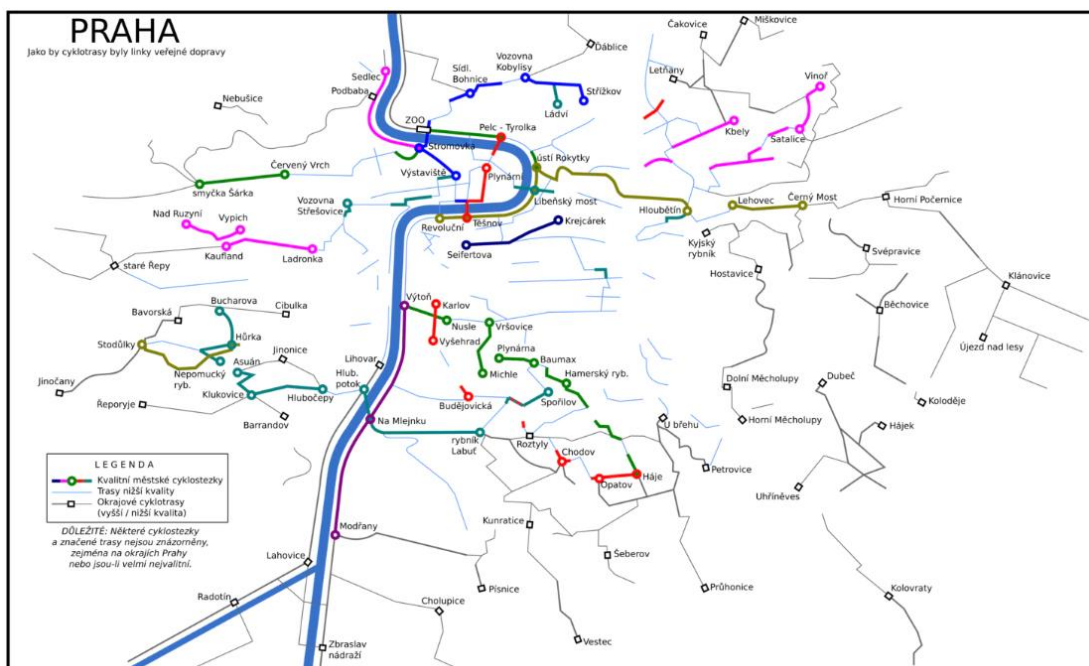 PRAHA
Jako by cyklotrasy byly linky veřejné dopravy
Miškovice
Čakovice
Ďáblice
Vozovna
Kobylisy
Sídl.
Bohnice
Sedlec
Podbaba
Letňany
Vinoř
Nebušice
Střížkov
Ládví
ZOO
Pelc - Tyrolka
Kbely
Satalice
Stromovka
Ústí Rokytky
Červený Vrch
smyčka Šárka
Výstaviště
Plynární
Libeňský most
Vozovna
Střešovice
Lehovec
Černý Most
Horní Počernice
Hloubětín
Nad Ruzyní
Vypich
Revoluční
Těšnov
Krejcárek
Kyjský
rybník
Kaufland
Ladronka
Seifertova
Svépravice
staré Řepy
Hostavice
Klánovice
Bucharova
Cibulka
Výtoň
Karlov
Běchovice
Bavorská
Nusle
Vršovice
Stodůlky
Hůrka
Vyšehrad
Újezd nad lesy
Jinonice
Plynárna
Baumax
Asuán
Nepomucký
ryb.
Lihovar
Michle
Hamerský ryb.
Jinočany
Hlub.
potok
Dolní Měcholupy
Dubeč
Klukovice
Hlubočepy
Spořilov
Řeporyje
Budějovická
Koloděje
Barrandov
Na Mlejnku
rybník
Labuť
Roztyly
U břehu
Horní Měcholupy
Hájek
Chodov
Háje
Petrovice
Opatov
Uhříněves
LEGENDA
Kvalitní městské cyklostezky
Trasy nižší kvality
Okrajové cyklotrasy
(vyšší / nižší kvalita)
DŮLEŽITÉ: Některé cyklostezky
a značené trasy nejsou znázorněny,
zejména na okrajích Prahy
nebo jsou-li velmi nejvalitní.
Modřany
Kunratice
Šeberov
Lahovice
Písnice
Průhonice
Radotín
Cholupice
Kolovraty
Vestec
Zbraslav
nádraží